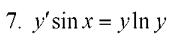 7. y′ sin x = y ln y